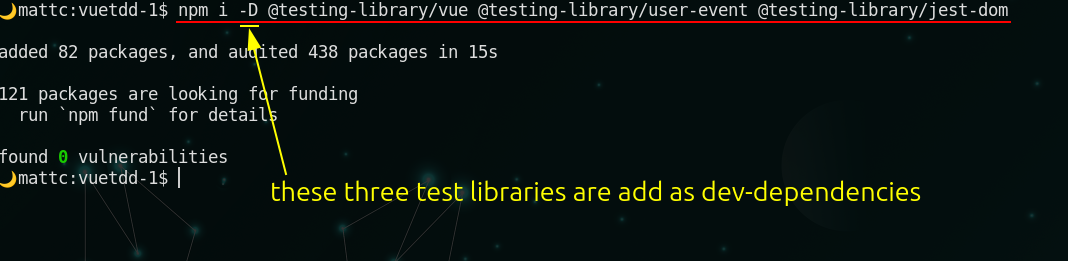 🌙mattc:vuetdd-1$ npm i -D @testing-library/vue @testing-library/user-event @testing-library/jest-dom
added 82 packages, and audited 438 packages in 15s
121 packages are looking for funding
run `npm fund` for details
found 0 vulnerabilities
🌙mattc:vuetdd-1$
these three test libraries are add as dev-dependencies